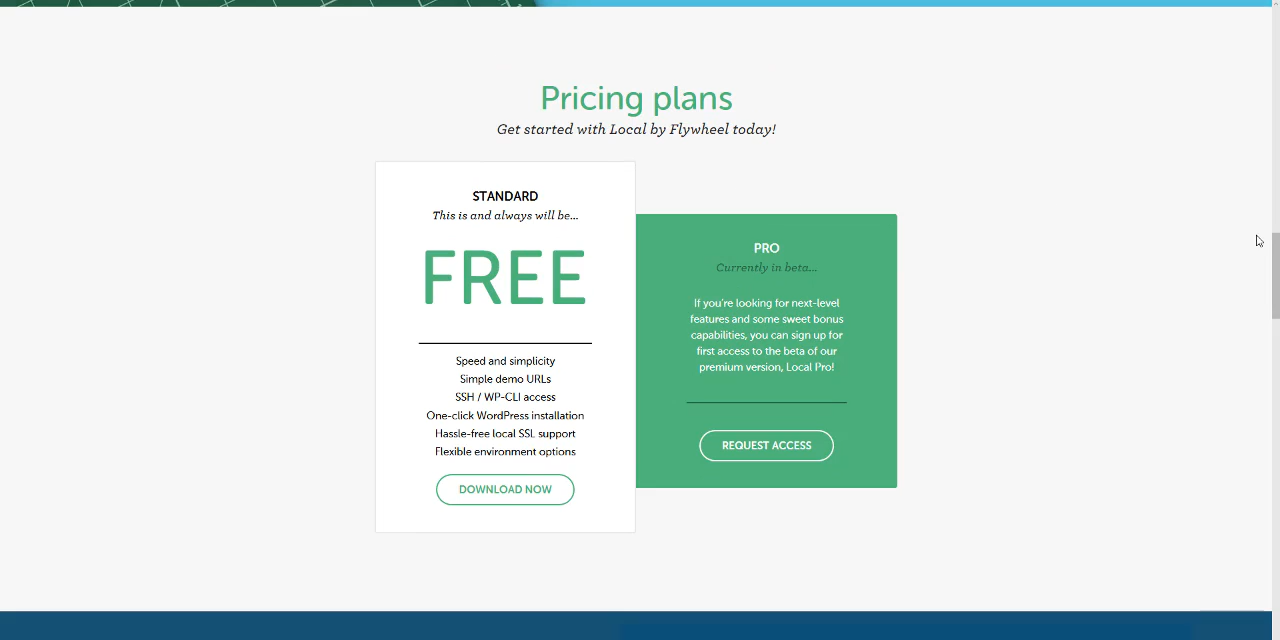 Pricing plans
Get started with Local by Flywheel today!
STANDARD
This is and always will be...
FREE
Speed and simplicity
Simple demo URLs
SSH / WP-CLI access
One-click WordPress installation
Hassle-free local SSL support
Flexible environment options
DOWNLOAD NOW
PRO
Currently in beta...
If you're looking for next-level
features and some sweet bonus
capabilities, you can sign up for
first access to the beta of our
premium version, Local Pro!
REQUEST ACCESS